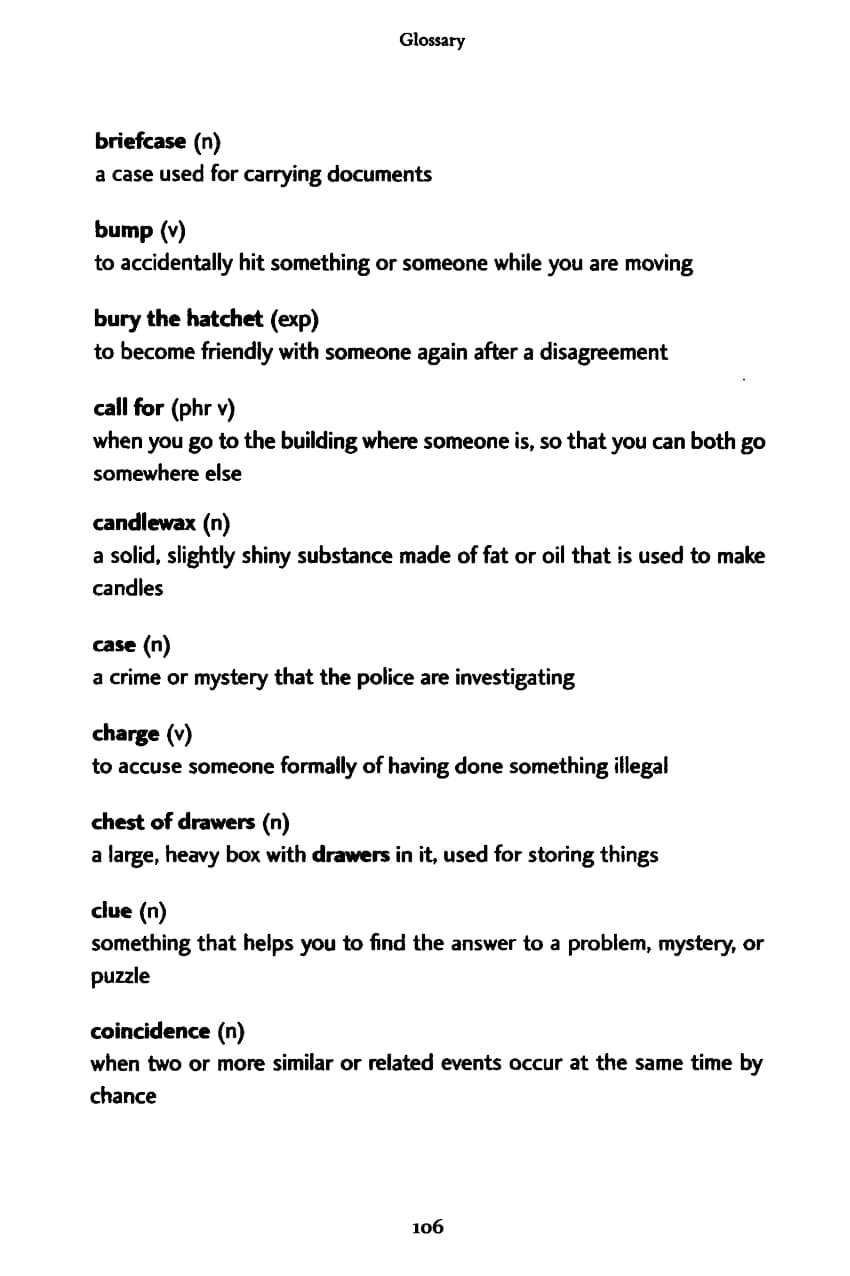 Glossary
briefcase (n)
a case used for carrying documents
bump (v)
to accidentally hit something or someone while you are moving
bury the hatchet (exp)
to become friendly with someone again after a disagreement
call for (phr v)
when you go to the building where someone is, so that you can both go
somewhere else
candlewax (n)
a solid, slightly shiny substance made of fat or oil that is used to make
candles
case (n)
a crime or mystery that the police are investigating
charge (v)
to accuse someone formally of having done something illegal
chest of drawers (n)
a large, heavy box with drawers in it, used for storing things
clue (n)
something that helps you to find the answer to a problem, mystery, or
puzzle
coincidence (n)
when two or more similar or related events occur at the same time by
chance
106